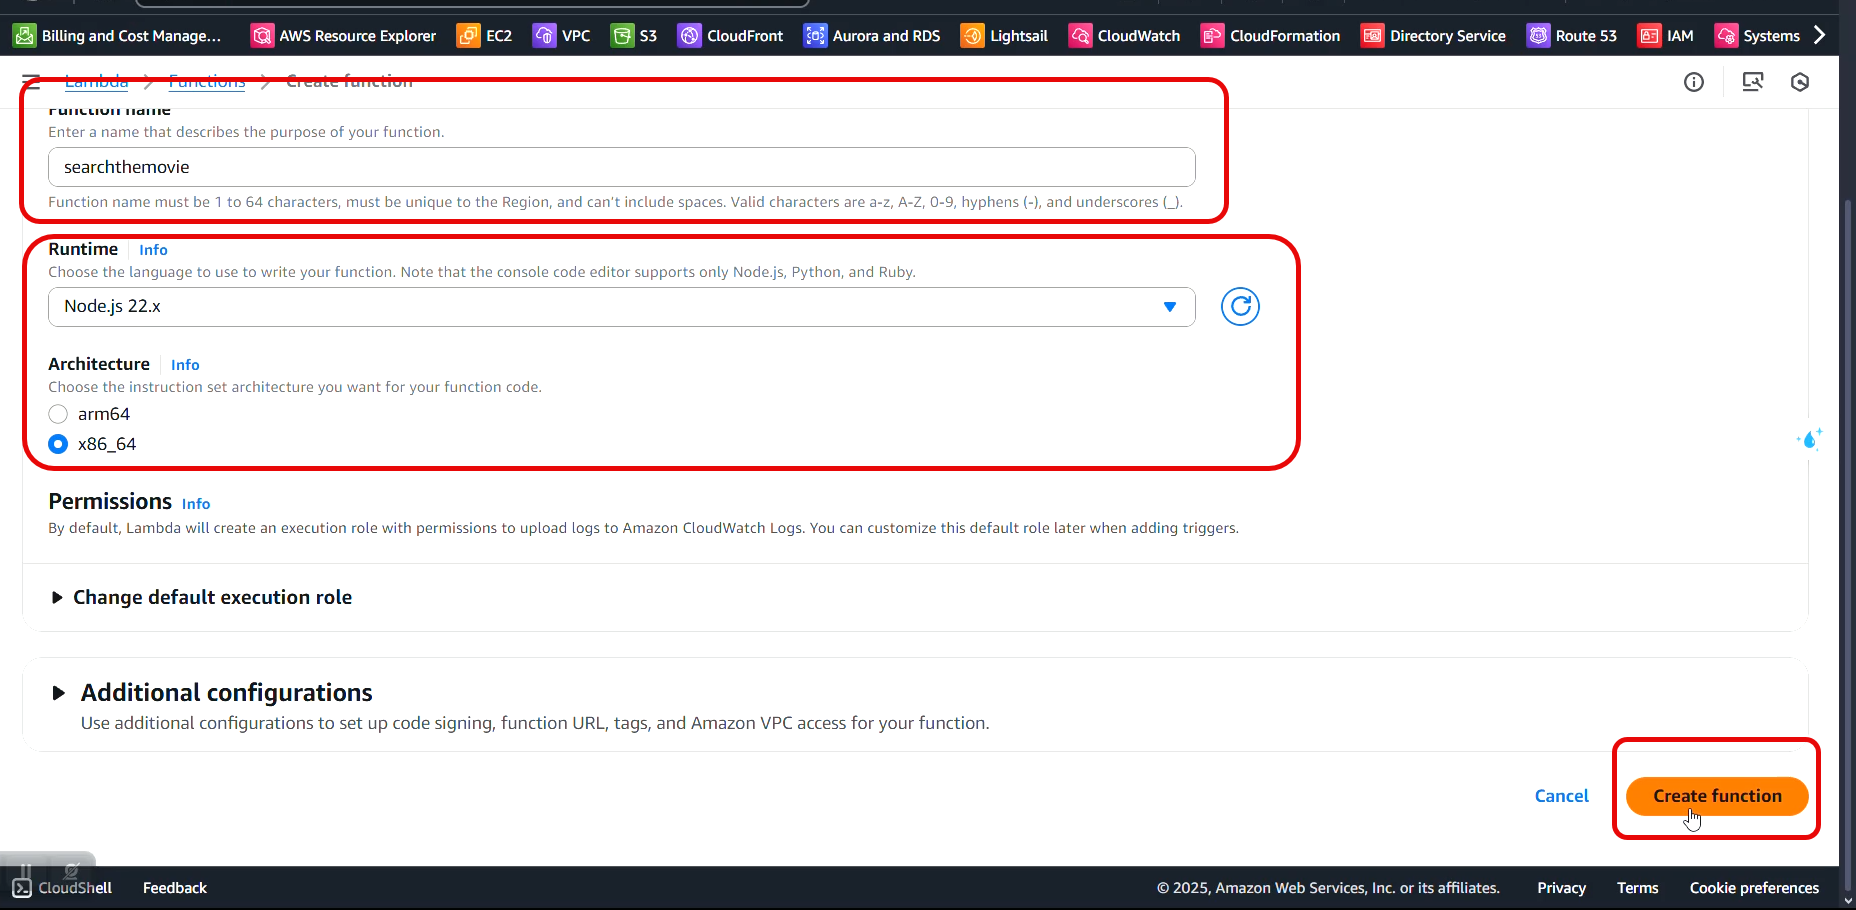 Billing and Cost Manage... AWS Resource Explorer EC2 VPC S3 CloudFront Aurora and RDS Lightsail CloudWatch CloudFormation Directory Service Route 53 IAM Systems
Lambda Functions Create function
Function name
Enter a name that describes the purpose of your function.
searchthemovie
Function name must be 1 to 64 characters, must be unique to the Region, and can't include spaces. Valid characters are a-z, A-Z, 0-9, hyphens (-), and underscores (_).
Runtime Info
Choose the language to use to write your function. Note that the console code editor supports only Node.js, Python, and Ruby.
Node.js 22.x
Architecture Info
Choose the instruction set architecture you want for your function code.
arm64
x86_64
Permissions Info
By default, Lambda will create an execution role with permissions to upload logs to Amazon CloudWatch Logs. You can customize this default role later when adding triggers.
Change default execution role
Additional configurations
Use additional configurations to set up code signing, function URL, tags, and Amazon VPC access for your function.
Cancel Create function
CloudShell Feedback © 2025, Amazon Web Services, Inc. or its affiliates. Privacy Terms Cookie preferences